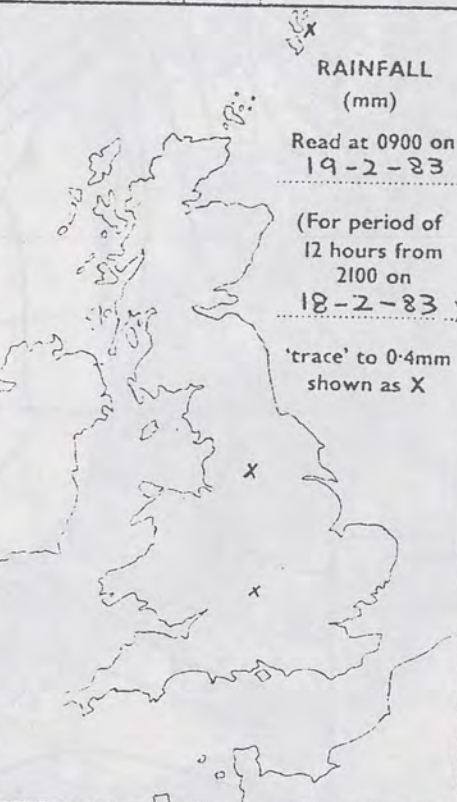 X
RAINFALL
(mm)
Read at 0900 on
19-2-83
(For period of
12 hours from
2100 on
18-2-83
'trace' to 0·4mm
shown as X
X
X